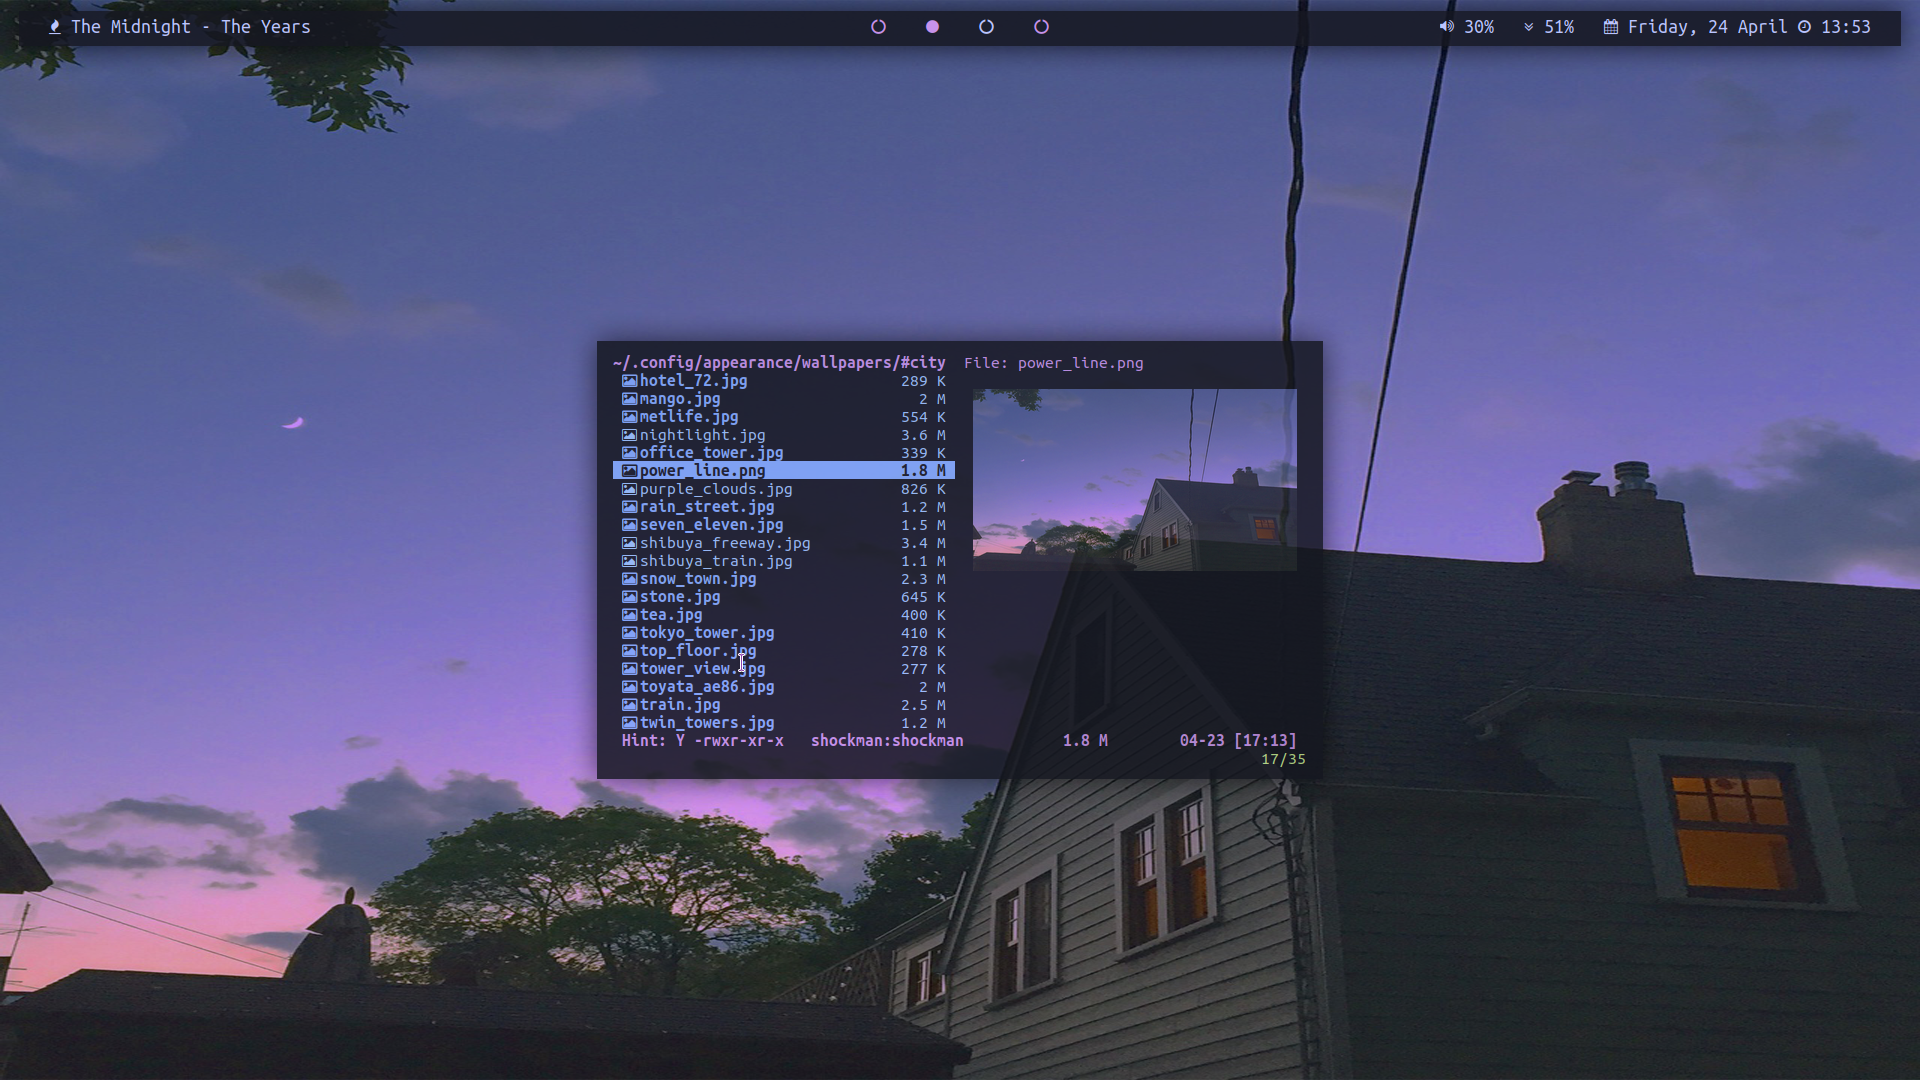 The Midnight - The Years
30%
51%
Friday, 24 April 13:53
~/.config/appearance/wallpapers/#city File: power_line.png
hotel_72.jpg 289 K
mango.jpg 2 M
metlife.jpg 554 K
nightlight.jpg 3.6 M
office_tower.jpg 339 K
power_line.png 1.8 M
purple_clouds.jpg 826 K
rain_street.jpg 1.2 M
seven_eleven.jpg 1.5 M
shibuya_freeway.jpg 3.4 M
shibuya_train.jpg 1.1 M
snow_town.jpg 2.3 M
stone.jpg 645 K
tea.jpg 400 K
tokyo_tower.jpg 410 K
top_floor.jpg 278 K
tower_view.jpg 277 K
toyata_ae86.jpg 2 M
train.jpg 2.5 M
twin_towers.jpg 1.2 M
Hint: Y -rwxr-xr-x shockman:shockman 1.8 M 04-23 [17:13]
17/35